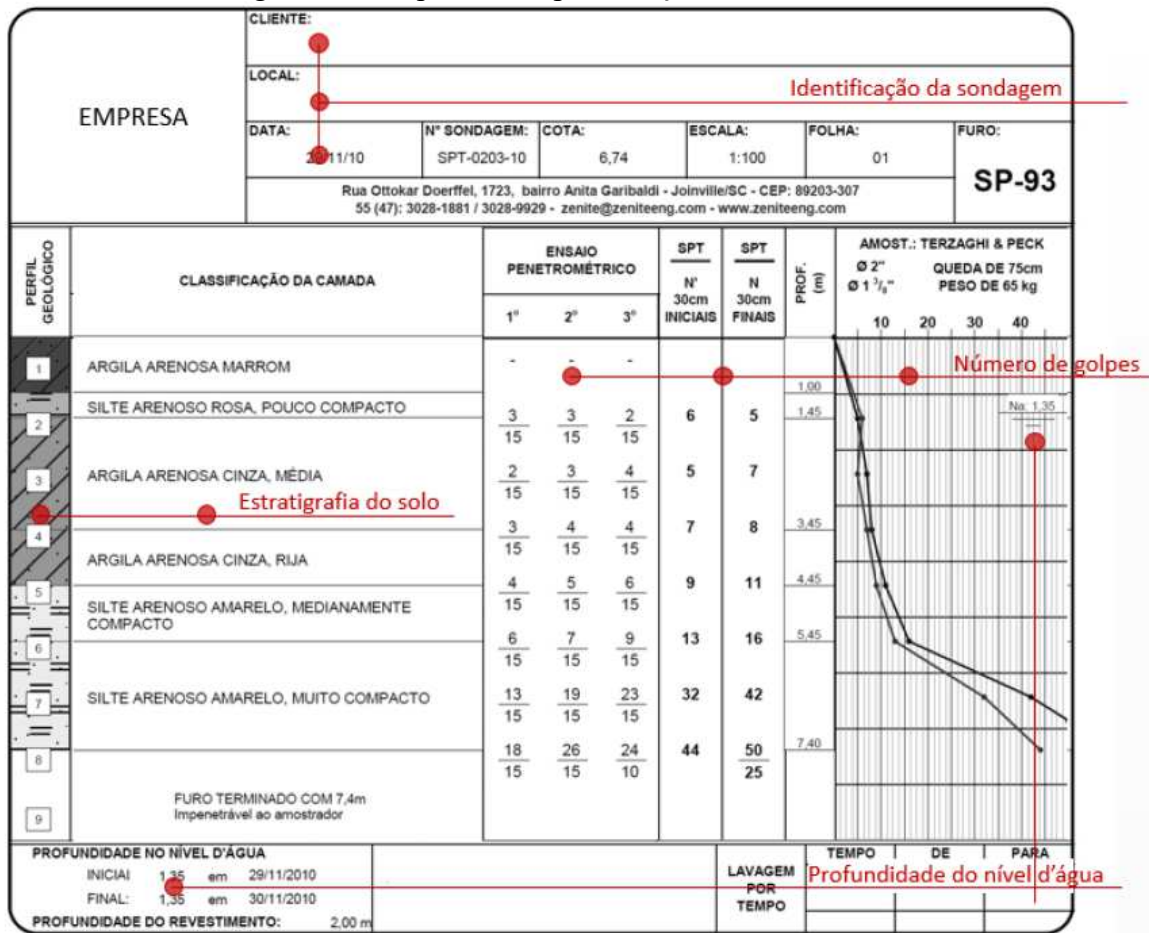 CLIENTE:
LOCAL:
Identificação da sondagem
EMPRESA
DATA: Nº SONDAGEM: COTA: ESCALA: FOLHA: FURO:
11/10 SPT-0203-10 6,74 1:100 01
SP-93
Rua Ottokar Doerffel, 1723, bairro Anita Garibaldi - Joinville/SC - CEP: 89203-307
55 (47): 3028-1881 / 3028-9929 - zenite@zeniteeng.com - www.zeniteeng.com
PERFIL GEOLÓGICO
CLASSIFICAÇÃO DA CAMADA
ENSAIO PENETROMÉTRICO
1º 2º 3º
SPT N' 30cm INICIAIS
SPT N 30cm FINAIS
PROF. (m)
AMOST.: TERZAGHI & PECK
Ø 2" QUEDA DE 75cm
Ø 1 3/8" PESO DE 65 kg
10 20 30 40
1 ARGILA ARENOSA MARROM - - -
Número de golpes
1,00
SILTE ARENOSO ROSA, POUCO COMPACTO
2 3/15 3/15 2/15 6 5 1,45
Na: 1,35
3 ARGILA ARENOSA CINZA, MÉDIA 2/15 3/15 4/15 5 7
Estratigrafia do solo
4 3/15 4/15 4/15 7 8 3,45
ARGILA ARENOSA CINZA, RIJA
5 4/15 5/15 6/15 9 11 4,45
SILTE ARENOSO AMARELO, MEDIANAMENTE
COMPACTO
6 6/15 7/15 9/15 13 16 5,45
7 SILTE ARENOSO AMARELO, MUITO COMPACTO 13/15 19/15 23/15 32 42
8 18/15 26/15 24/10 44 50/25 7,40
FURO TERMINADO COM 7,4m
9 Impenetrável ao amostrador
PROFUNDIDADE NO NÍVEL D'ÁGUA
INICIAl 1,35 em 29/11/2010
FINAL: 1,35 em 30/11/2010
PROFUNDIDADE DO REVESTIMENTO: 2,00 m
LAVAGEM
POR
TEMPO
TEMPO DE PARA
Profundidade do nível d'água